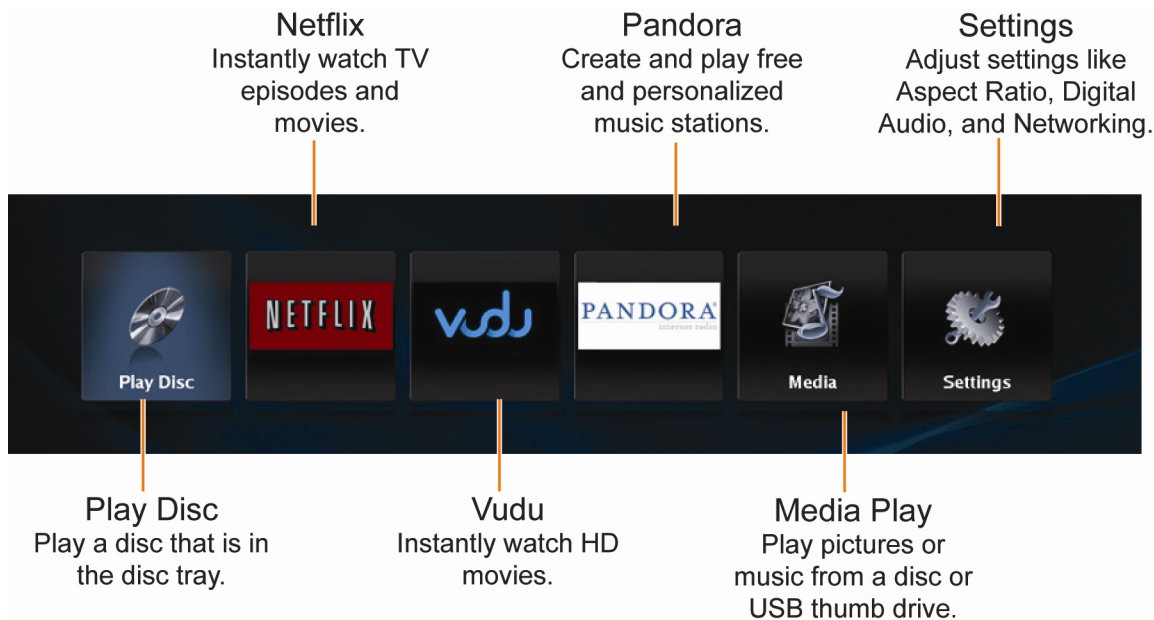 Netflix
Instantly watch TV
episodes and
movies.
Pandora
Create and play free
and personalized
music stations.
Settings
Adjust settings like
Aspect Ratio, Digital
Audio, and Networking.
Play Disc
NETFLIX
vudu
PANDORA®
internet radio
Media
Settings
Play Disc
Play a disc that is in
the disc tray.
Vudu
Instantly watch HD
movies.
Media Play
Play pictures or
music from a disc or
USB thumb drive.